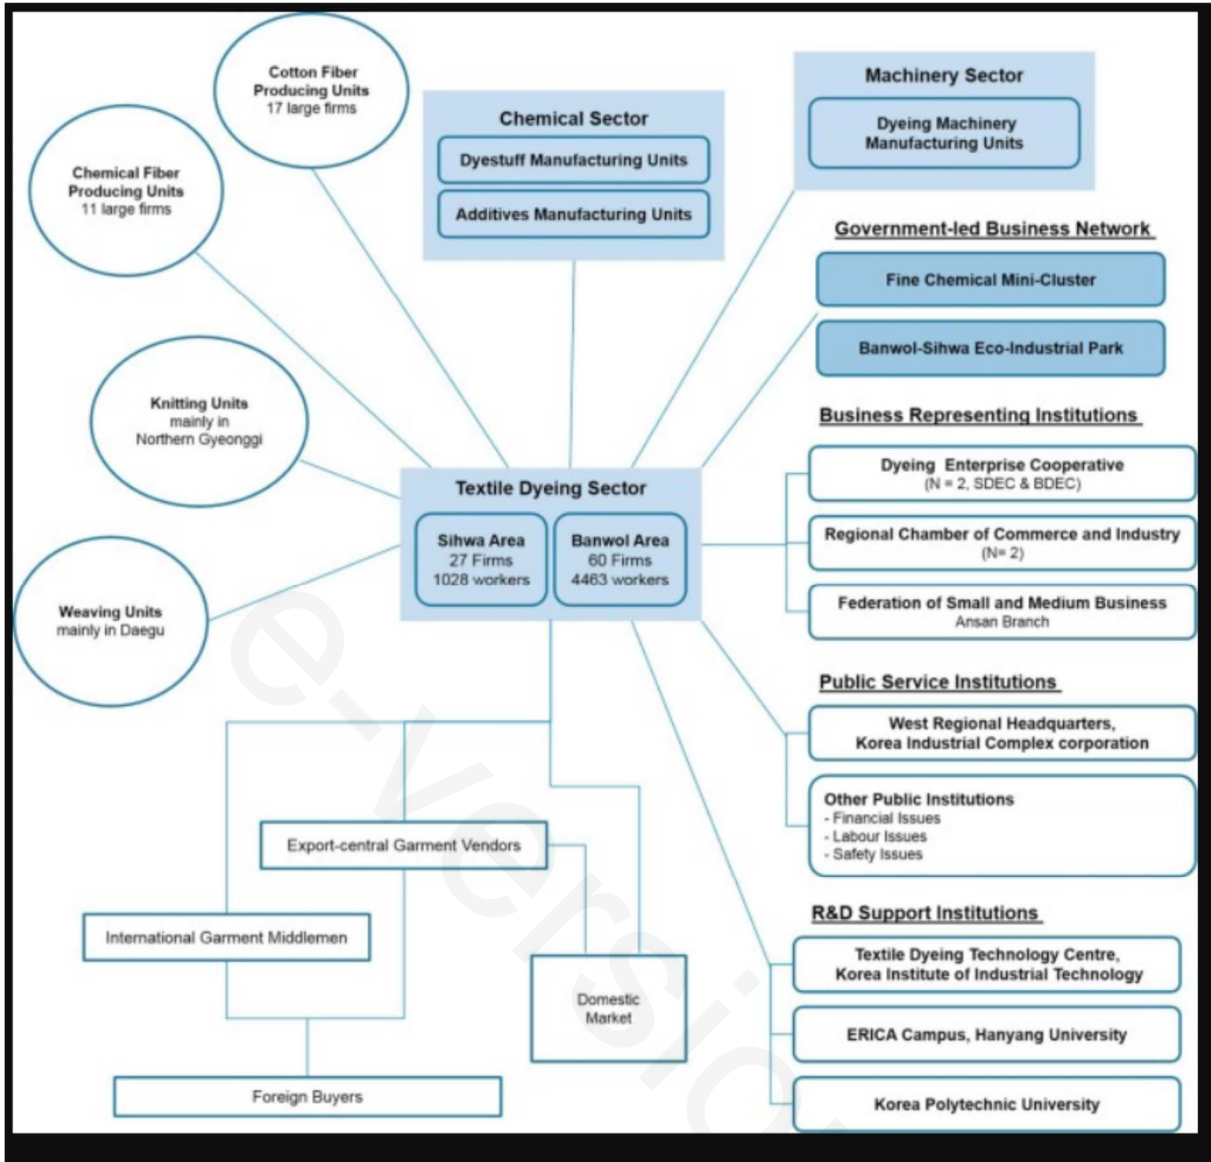 Cotton Fiber
Producing Units
17 large firms
Chemical Fiber
Producing Units
11 large firms
Knitting Units
mainly in
Northern Gyeonggi
Weaving Units
mainly in Daegu
Chemical Sector
Dyestuff Manufacturing Units
Additives Manufacturing Units
Machinery Sector
Dyeing Machinery
Manufacturing Units
Government-led Business Network
Fine Chemical Mini-Cluster
Banwol-Sihwa Eco-Industrial Park
Business Representing Institutions
Dyeing Enterprise Cooperative
(N = 2, SDEC & BDEC)
Regional Chamber of Commerce and Industry
(N= 2)
Federation of Small and Medium Business
Ansan Branch
Textile Dyeing Sector
Sihwa Area
27 Firms
1028 workers
Banwol Area
60 Firms
4463 workers
Public Service Institutions
West Regional Headquarters,
Korea Industrial Complex corporation
Other Public Institutions
- Financial Issues
- Labour Issues
- Safety Issues
R&D Support Institutions
Textile Dyeing Technology Centre,
Korea Institute of Industrial Technology
ERICA Campus, Hanyang University
Korea Polytechnic University
Export-central Garment Vendors
International Garment Middlemen
Domestic
Market
Foreign Buyers
e-version